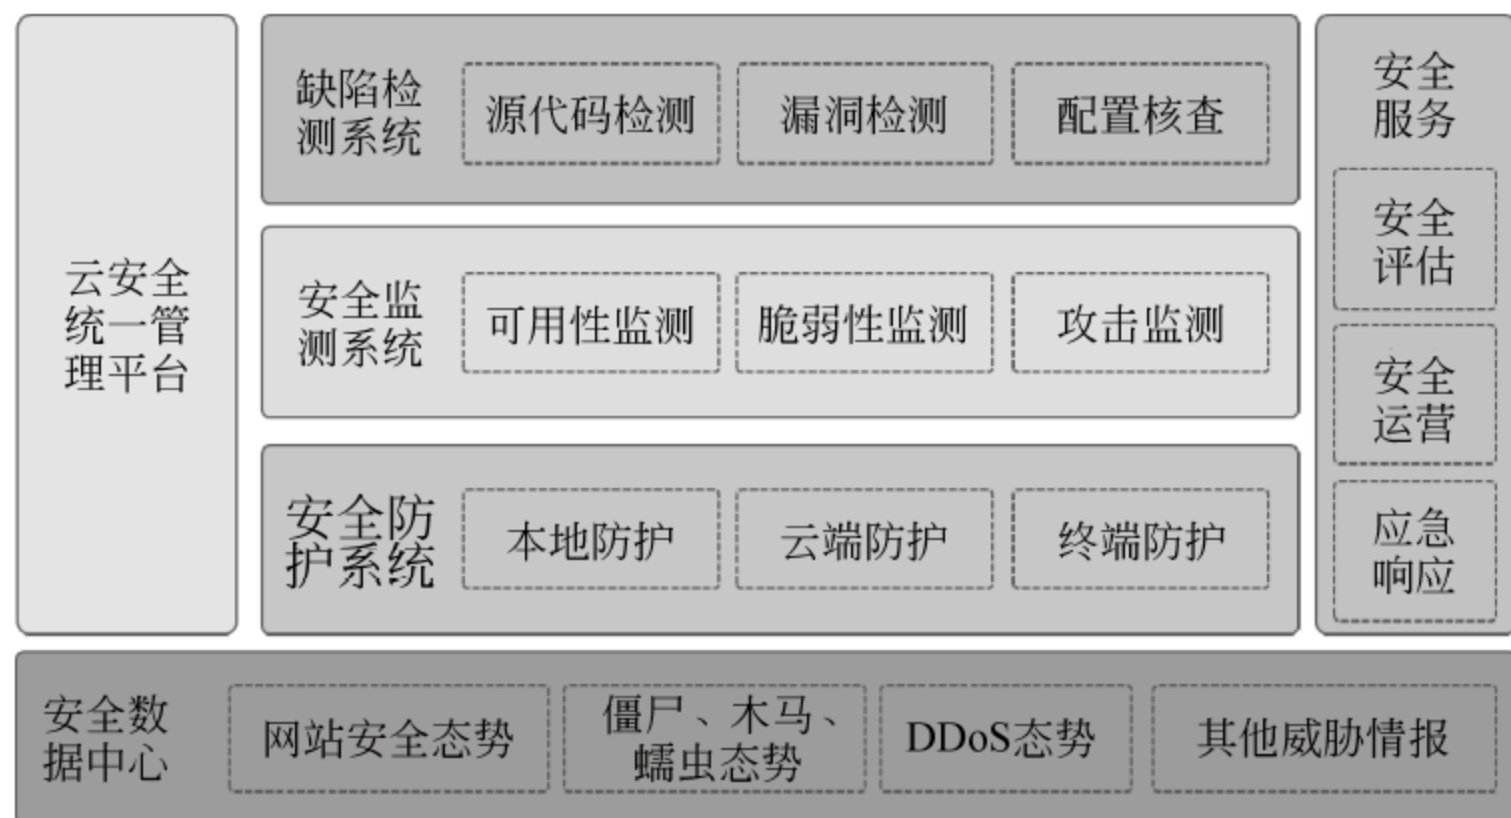 云安全
统一管
理平台
缺陷检
测系统
源代码检测
漏洞检测
配置核查
安全监
测系统
可用性监测
脆弱性监测
攻击监测
安全防
护系统
本地防护
云端防护
终端防护
安全
服务
安全
评估
安全
运营
应急
响应
安全数
据中心
网站安全态势
僵尸、木马、
蠕虫态势
DDoS态势
其他威胁情报